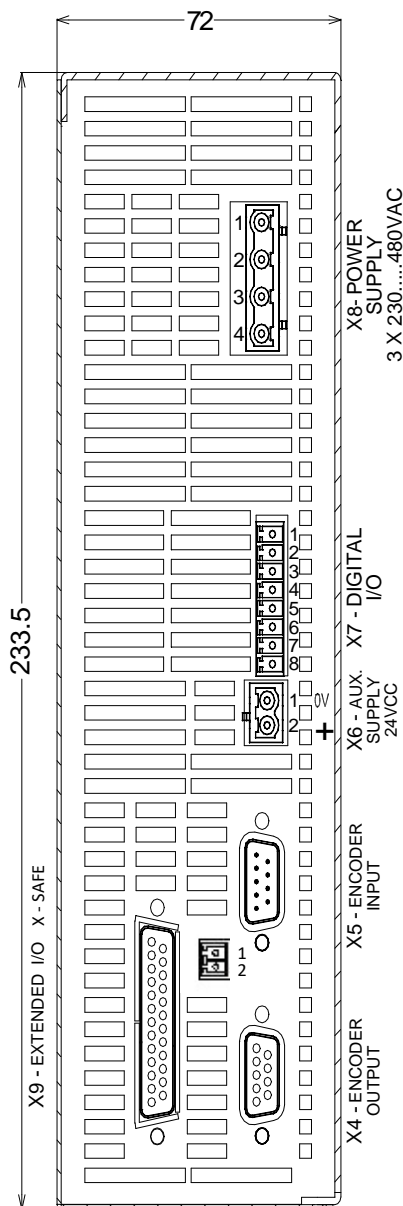 72
1
2
3
4
X8- POWER
SUPPLY
3 X 230.....480VAC
1
2
3
4
5
6
7
8
X7 - DIGITAL
I/O
233.5
1
2
0V
+
X6 - AUX.
SUPPLY
24VCC
X5 - ENCODER
INPUT
X9 - EXTENDED I/O
X - SAFE
1
2
X4 - ENCODER
OUTPUT